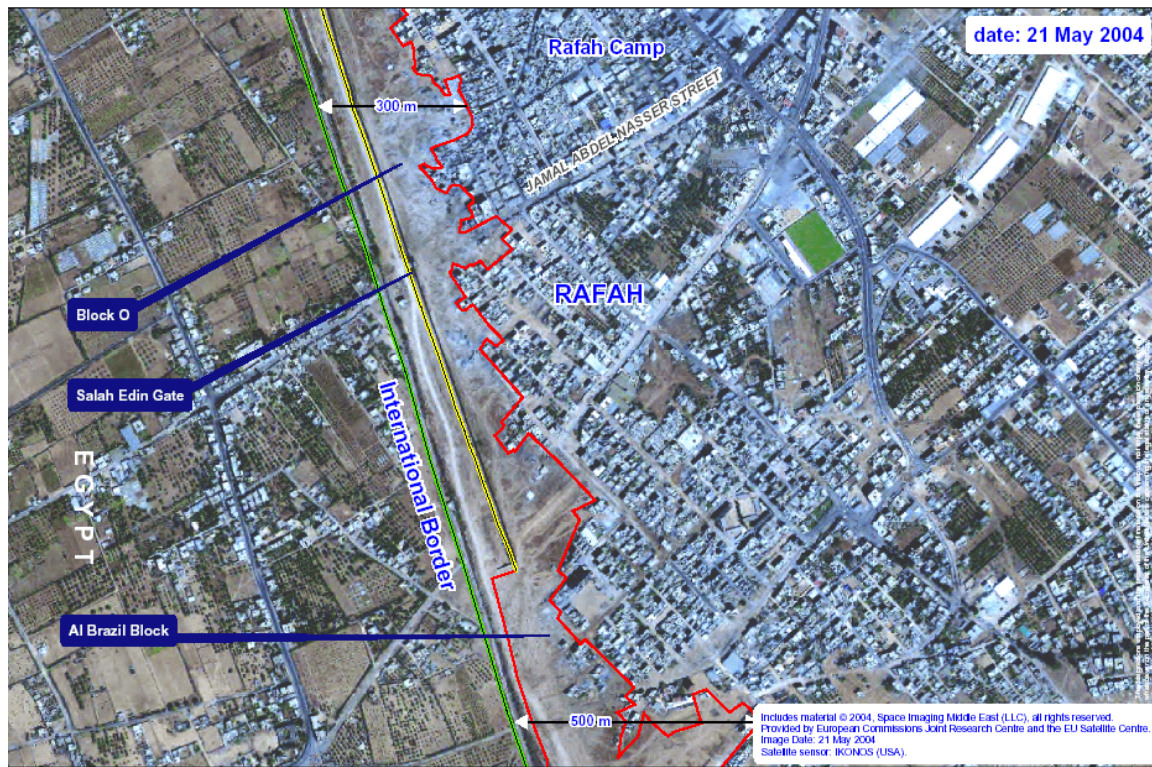 date: 21 May 2004
Rafah Camp
300 m
JAMAL ABDEL NASSER STREET
RAFAH
Block O
Salah Edin Gate
International Border
EGYPT
Al Brazil Block
500 m
Includes material © 2004, Space Imaging Middle East (LLC), all rights reserved.
Provided by European Commissions Joint Research Centre and the EU Satellite Centre.
Image Date: 21 May 2004
Satellite sensor: IKONOS (USA).